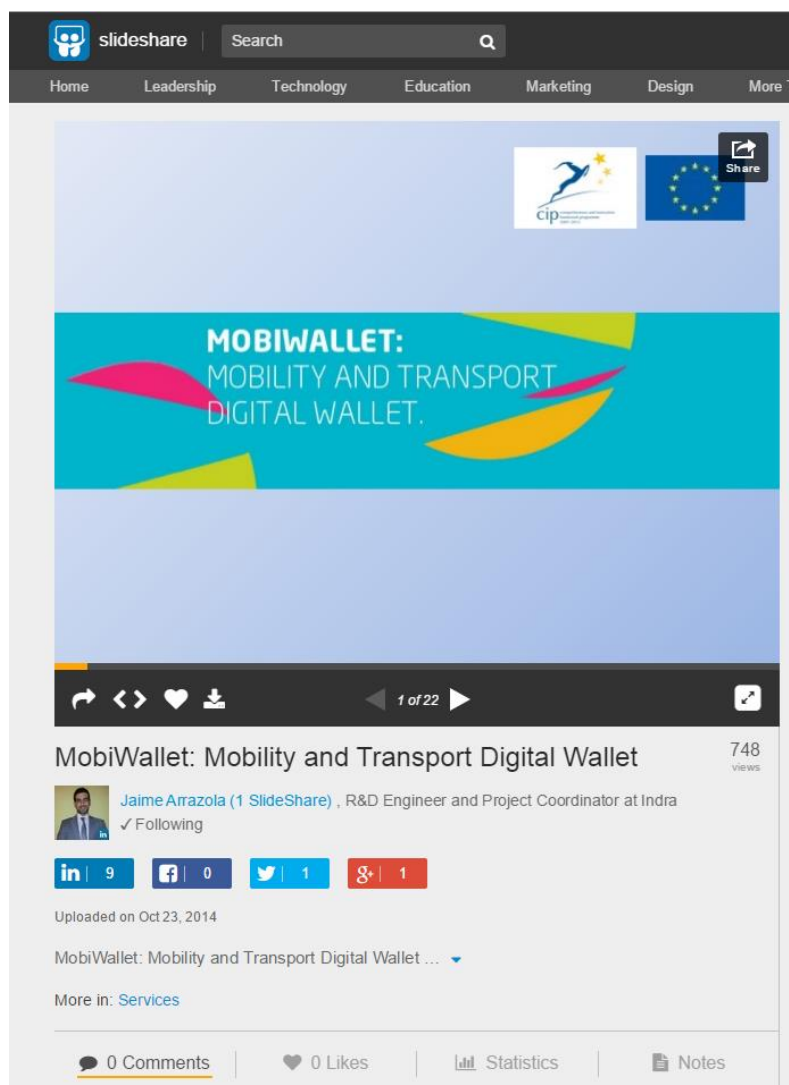 slideshare Search
Home Leadership Technology Education Marketing Design More
Share
cip
MOBIWALLET:
MOBILITY AND TRANSPORT
DIGITAL WALLET.
1 of 22
MobiWallet: Mobility and Transport Digital Wallet 748
views
Jaime Arrazola (1 SlideShare) , R&D Engineer and Project Coordinator at Indra
✓ Following
in 9 f 0 1 g+ 1
Uploaded on Oct 23, 2014
MobiWallet: Mobility and Transport Digital Wallet ...
More in: Services
0 Comments 0 Likes Statistics Notes